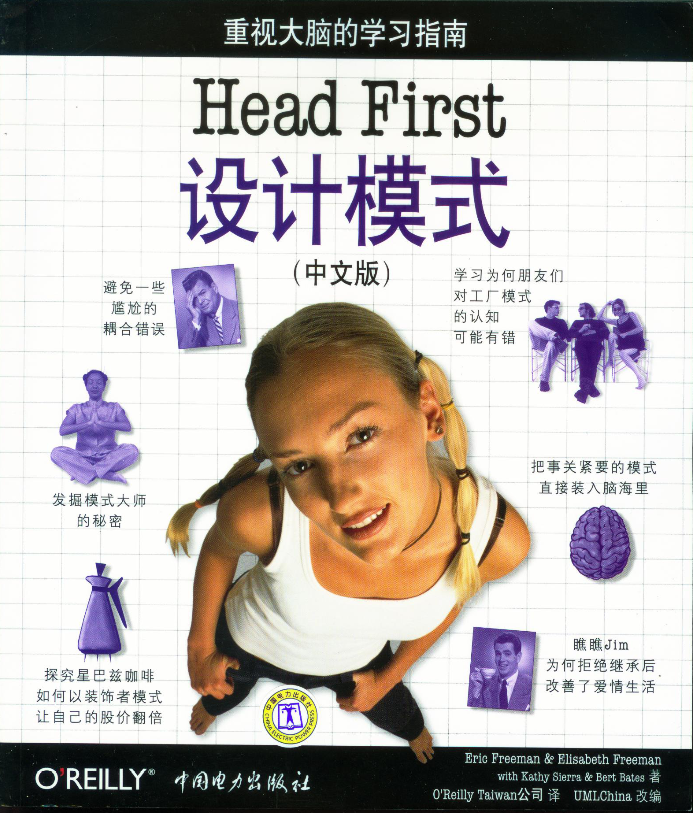 重视大脑的学习指南
Head First
设计模式
(中文版)
避免一些
尴尬的
耦合错误
学习为何朋友们
对工厂模式
的认知
可能有错
发掘模式大师
的秘密
把事关紧要的模式
直接装入脑海里
探究星巴兹咖啡
如何以装饰者模式
让自己的股价翻倍
瞧瞧Jim
为何拒绝继承后
改善了爱情生活
中国电力出版社
CHINA ELECTRIC POWER PRESS
O'REILLY®
中国电力出版社
Eric Freeman & Elisabeth Freeman
with Kathy Sierra & Bert Bates 著
O'Reilly Taiwan公司 译 UMLChina 改编